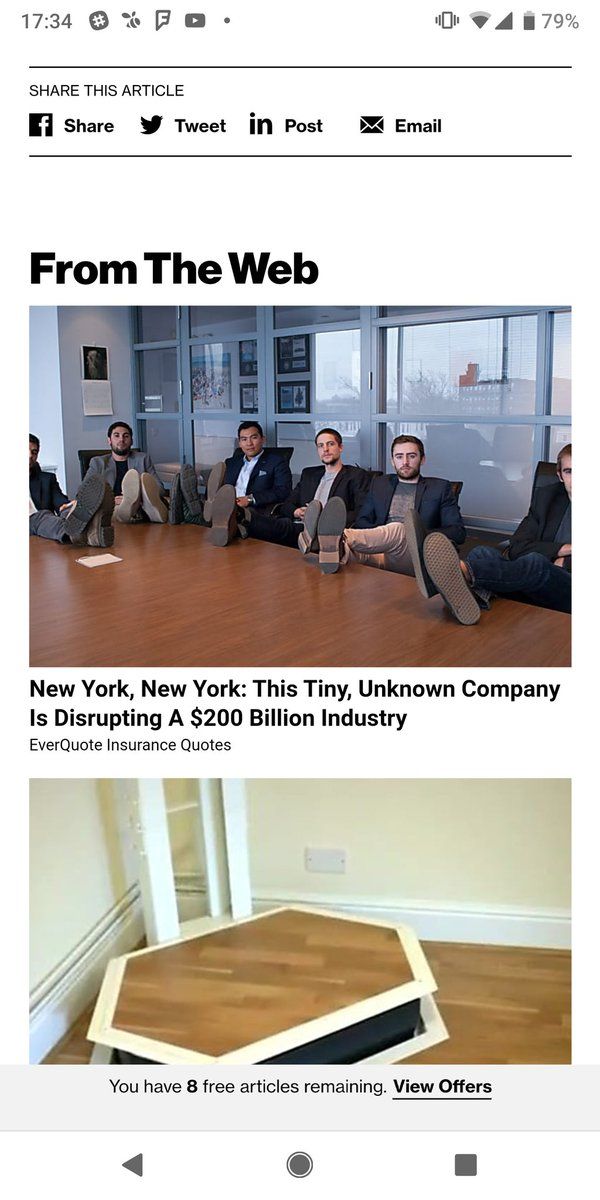 17:34
79%
SHARE THIS ARTICLE
Share Tweet Post Email
From The Web
New York, New York: This Tiny, Unknown Company
Is Disrupting A $200 Billion Industry
EverQuote Insurance Quotes
You have 8 free articles remaining. View Offers